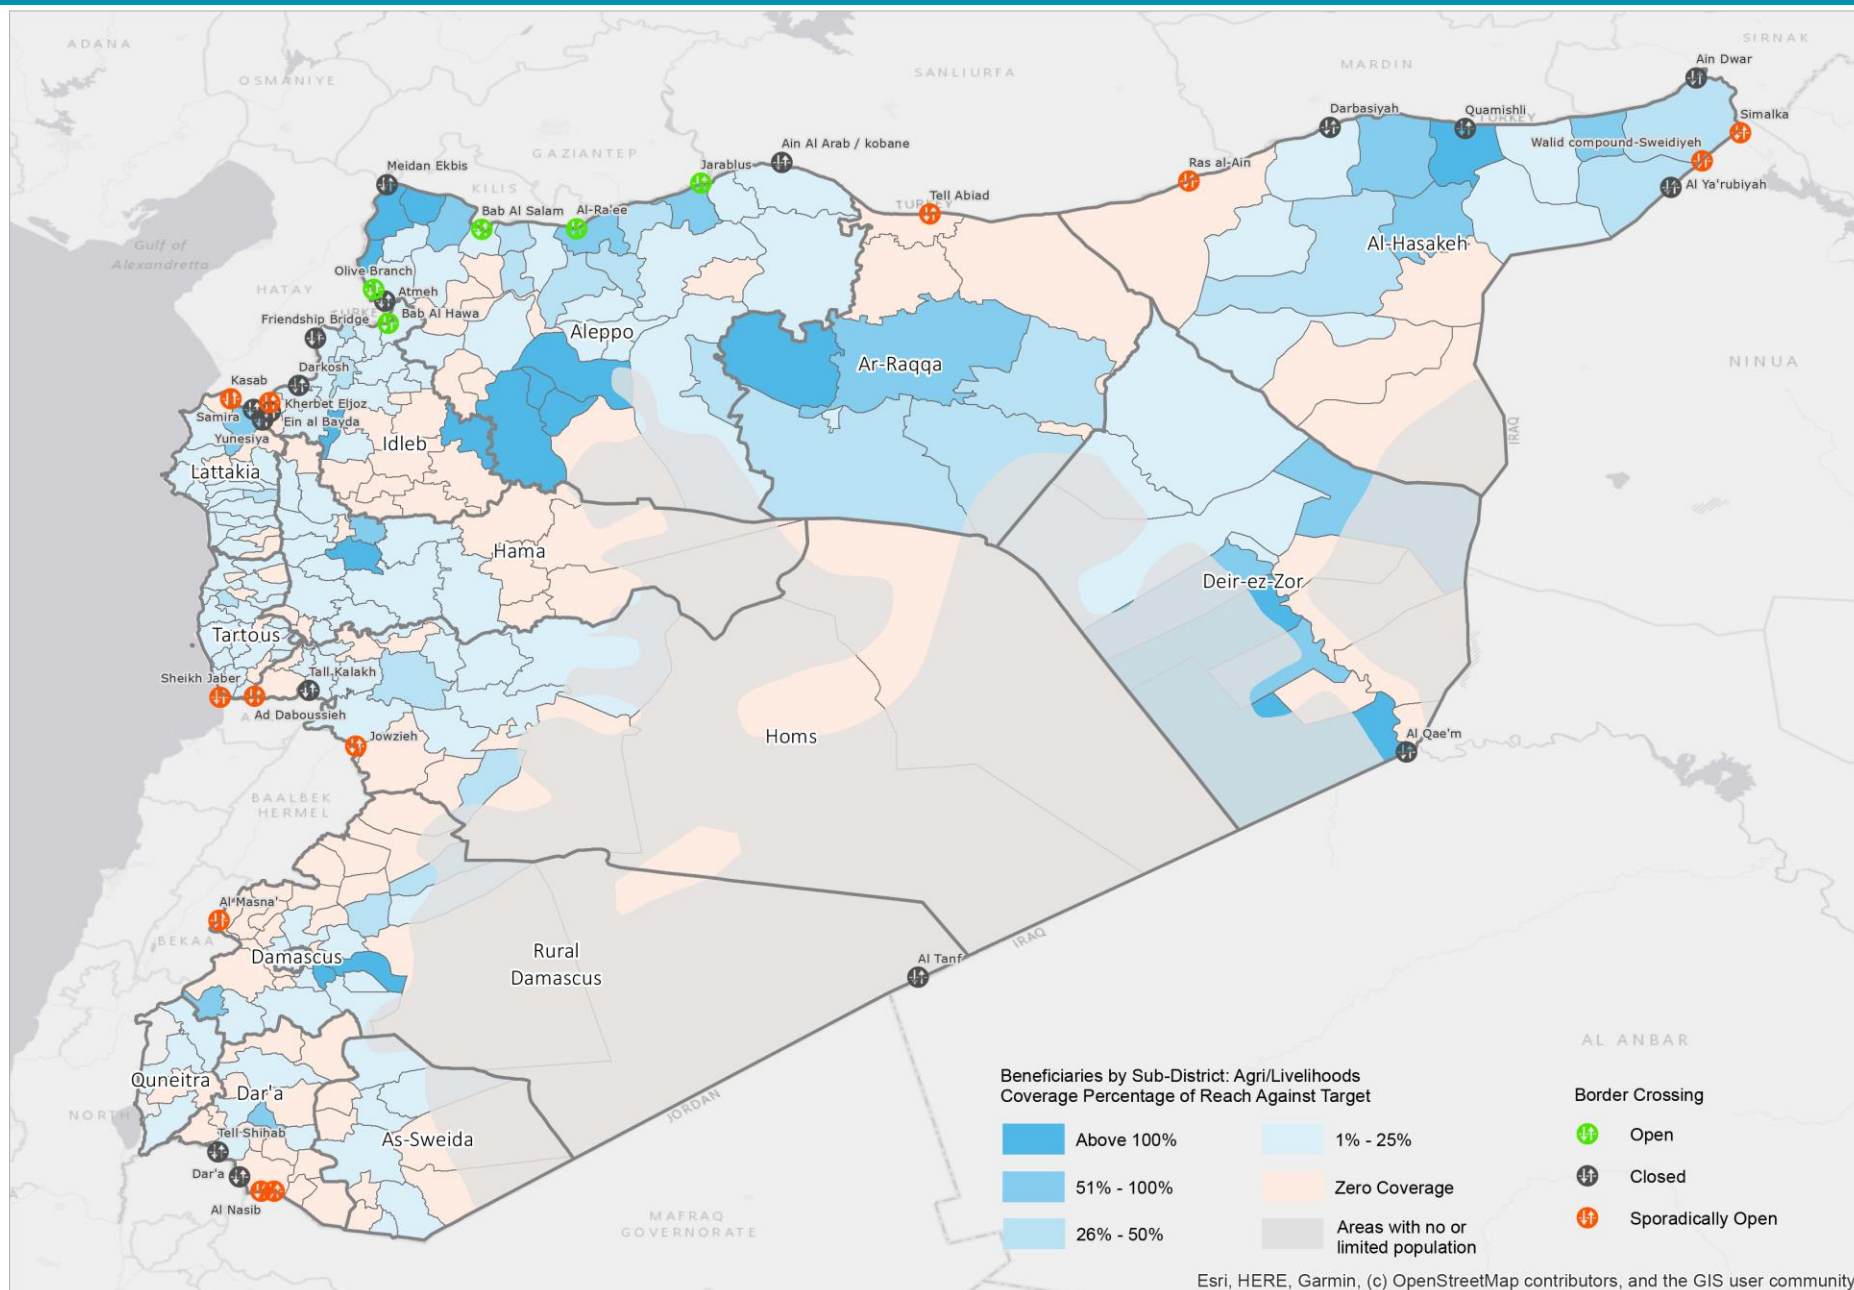 ADANA
OSMANIYE
SANLIURFA
MARDIN
SIRNAK
Ain Dwar
Simalka
Darbasiyah
Quamishli
TURKEY
Walid compound-Sweidiyeh
Al Ya'rubiyah
GAZIANTEP
Ain Al Arab / kobane
Jarablus
Meidan Ekbis
KILIS
Ras al-Ain
Tell Abiad
TURKEY
Bab Al Salam
Al-Ra'ee
Gulf of
Alexandretta
Al-Hasakeh
Olive Branch
HATAY
Atmeh
Bab Al Hawa
Friendship Bridge
Aleppo
Ar-Raqqa
NINUA
Darkosh
Kasab
Kherbet Eljoz
Samira
Ein al Bayda
Yunesiya
Idleb
IRAQ
Lattakia
Hama
Deir-ez-Zor
Tartous
Tall Kalakh
Sheikh Jaber
Ad Daboussieh
Jowzieh
Homs
Al Qae'm
BAALBEK
HERMEL
Al Masna'
BEKAA
Damascus
Rural
Damascus
IRAQ
Al Tanf
Quneitra
Dar'a
NORTH
JORDAN
As-Sweida
Tell Shihab
Dar'a
Al Nasib
MAFRAQ
GOVERNORATE
AL ANBAR
Beneficiaries by Sub-District: Agri/Livelihoods
Coverage Percentage of Reach Against Target
Above 100%
51% - 100%
26% - 50%
1% - 25%
Zero Coverage
Areas with no or
limited population
Border Crossing
Open
Closed
Sporadically Open
Esri, HERE, Garmin, (c) OpenStreetMap contributors, and the GIS user community